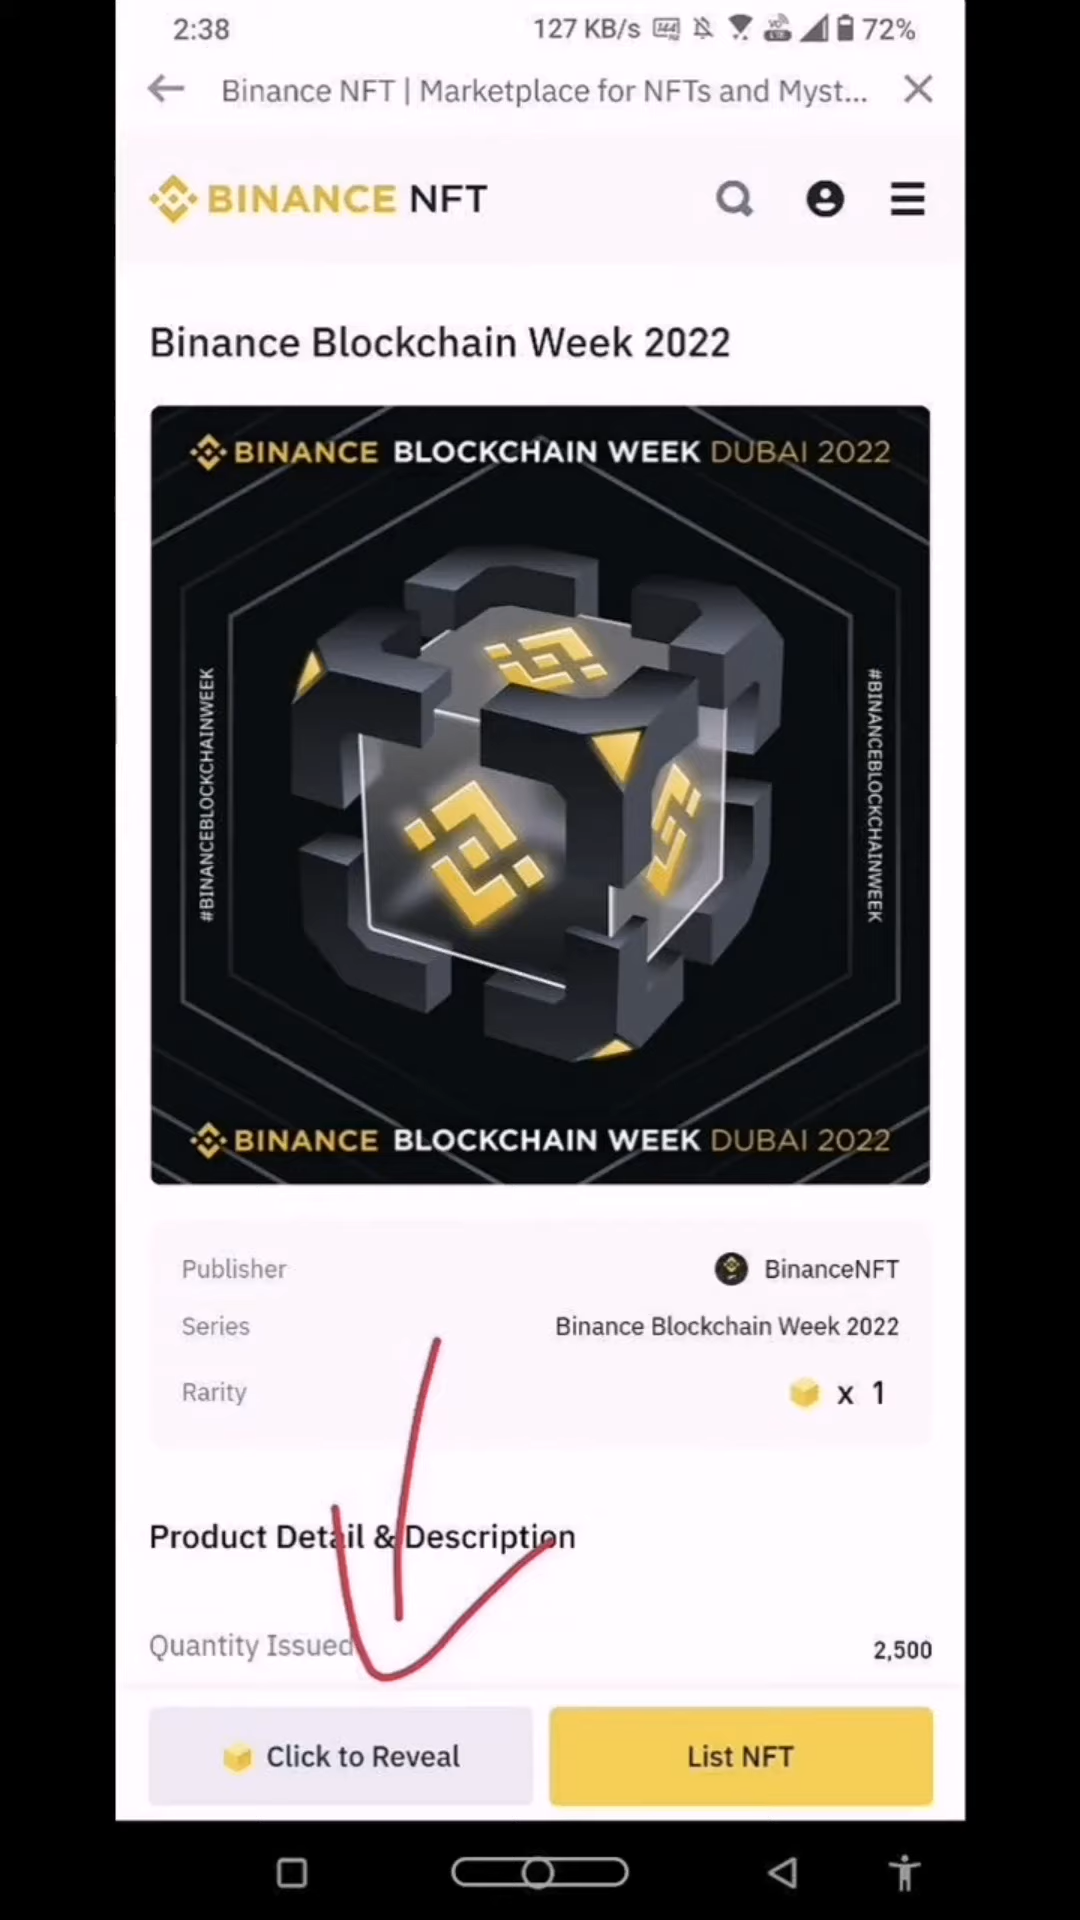 2:38 127 KB/s 72%
Binance NFT | Marketplace for NFTs and Myst...
BINANCE NFT
Binance Blockchain Week 2022
BINANCE BLOCKCHAIN WEEK DUBAI 2022
#BINANCEBLOCKCHAINWEEK
#BINANCEBLOCKCHAINWEEK
BINANCE BLOCKCHAIN WEEK DUBAI 2022
Publisher BinanceNFT
Series Binance Blockchain Week 2022
Rarity x 1
Product Detail & Description
Quantity Issued 2,500
Click to Reveal List NFT